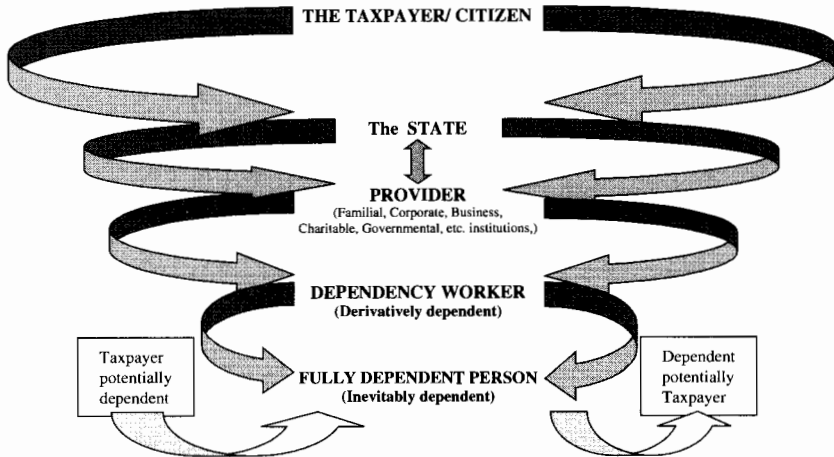 THE TAXPAYER/ CITIZEN
The STATE
PROVIDER
(Familial, Corporate, Business,
Charitable, Governmental, etc. institutions,)
DEPENDENCY WORKER
(Derivatively dependent)
Taxpayer
potentially
dependent
FULLY DEPENDENT PERSON
(Inevitably dependent)
Dependent
potentially
Taxpayer